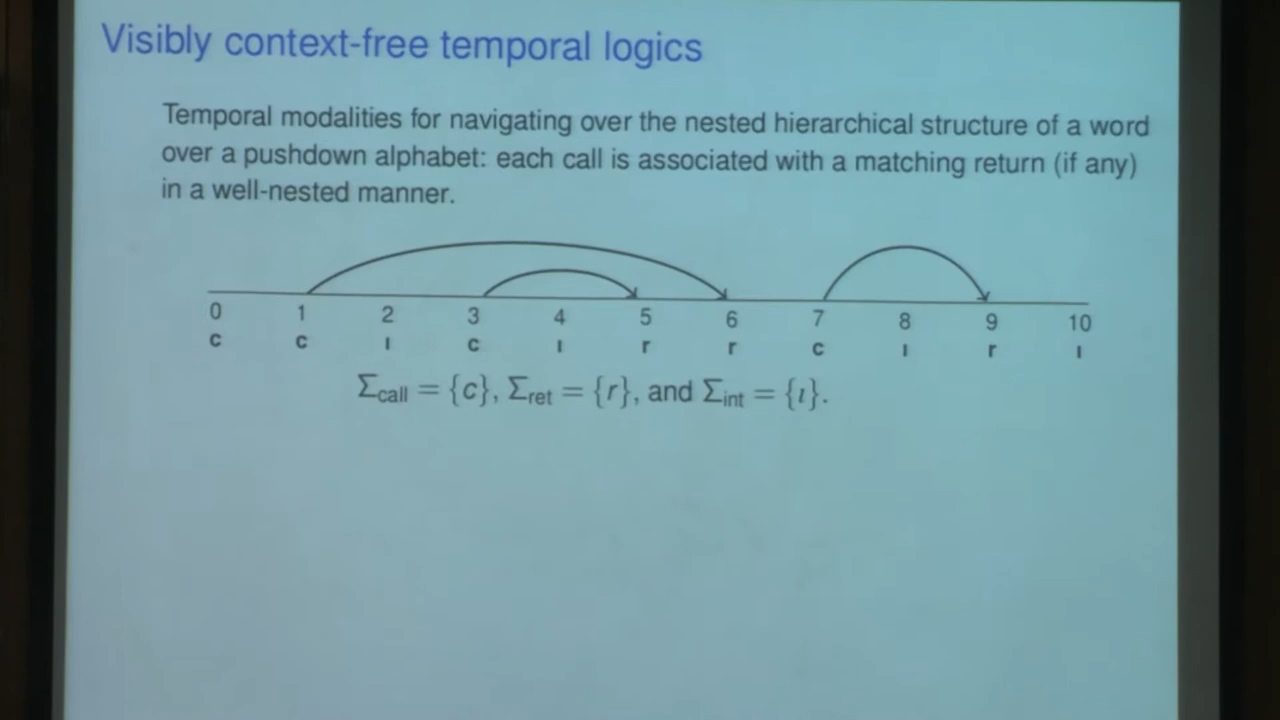 Visibly context-free temporal logics
Temporal modalities for navigating over the nested hierarchical structure of a word
over a pushdown alphabet: each call is associated with a matching return (if any)
in a well-nested manner.
0 1 2 3 4 5 6 7 8 9 10
c c ı c ı r r c ı r ı
Σcall = {c}, Σret = {r}, and Σint = {ı}.